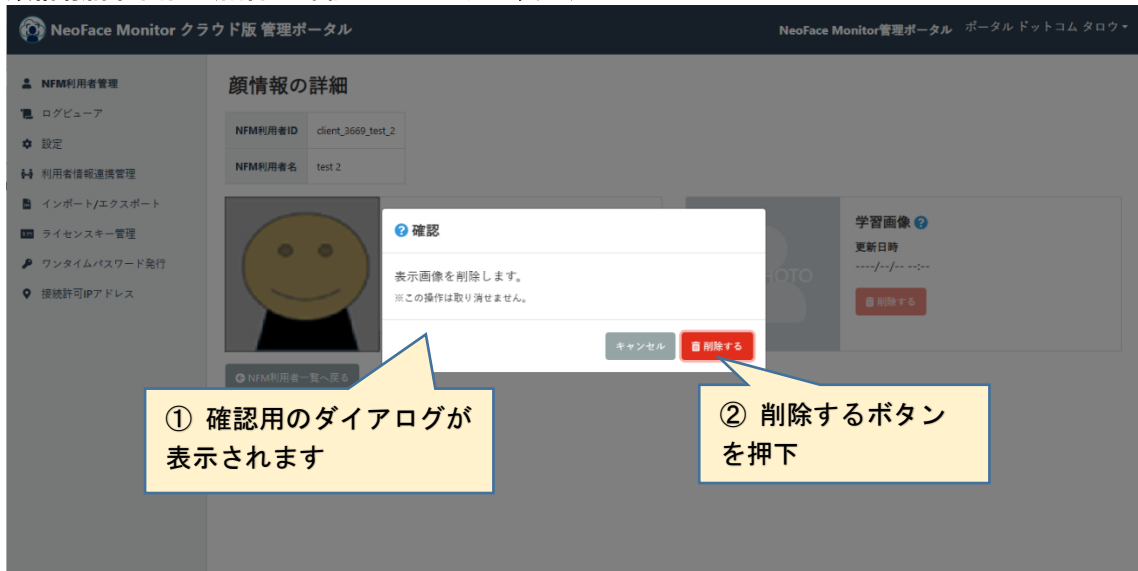 NeoFace Monitor クラウド版 管理ポータル
NeoFace Monitor管理ポータル ポータル ドットコム タロウ
NFM利用者管理
ログビューア
設定
利用者情報連携管理
インポート/エクスポート
ライセンスキー管理
ワンタイムパスワード発行
接続許可IPアドレス
顔情報の詳細
NFM利用者ID client_3669_test_2
NFM利用者名 test 2
確認
表示画像を削除します。
※この操作は取り消せません。
キャンセル 削除する
OTO
学習画像
更新日時
----/--/-- --:--
削除する
NFM利用者一覧へ戻る
① 確認用のダイアログが
表示されます
② 削除するボタン
を押下